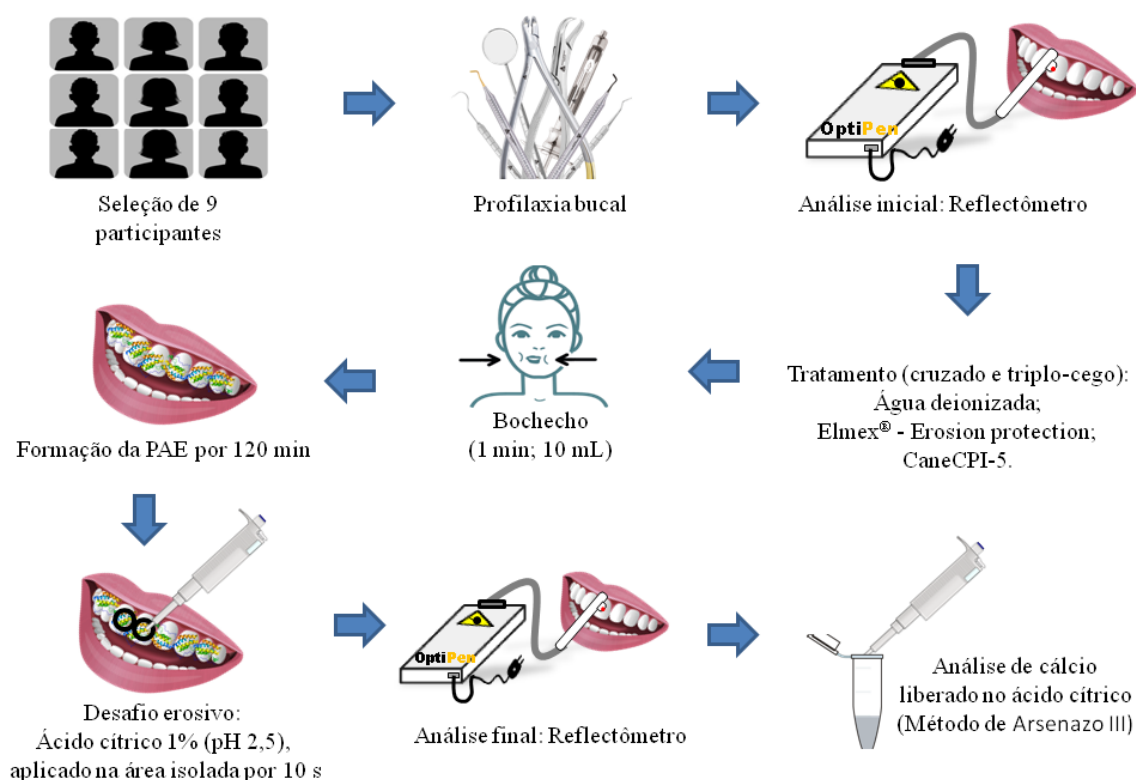 Seleção de 9
participantes
Profilaxia bucal
OptiPen
Análise inicial: Reflectômetro
Tratamento (cruzado e triplo-cego):
Água deionizada;
Elmex® - Erosion protection;
CaneCPI-5.
Bochecho
(1 min; 10 mL)
Formação da PAE por 120 min
Desafio erosivo:
Ácido cítrico 1% (pH 2,5),
aplicado na área isolada por 10 s
OptiPen
Análise final: Reflectômetro
Análise de cálcio
liberado no ácido cítrico
(Método de Arsenazo III)